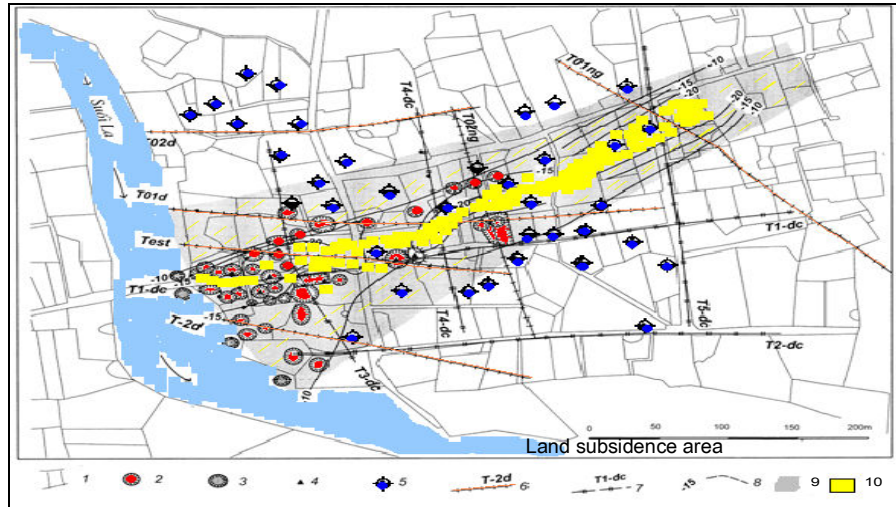 T01ng
-10
-15
-20
-20
-15
-10
T4-dc
T02ng
Suối La
T02d
-15
T01d
-20
Test
-20
T1-dc
-10
-15
T1-dc
-15
T-2d
T4-dc
T5-dc
T2-dc
T3-dc
0 50 100 150 200m
Land subsidence area
1 2 3 4 5 T-2d 6 T1-dc 7 -15 8 9 10